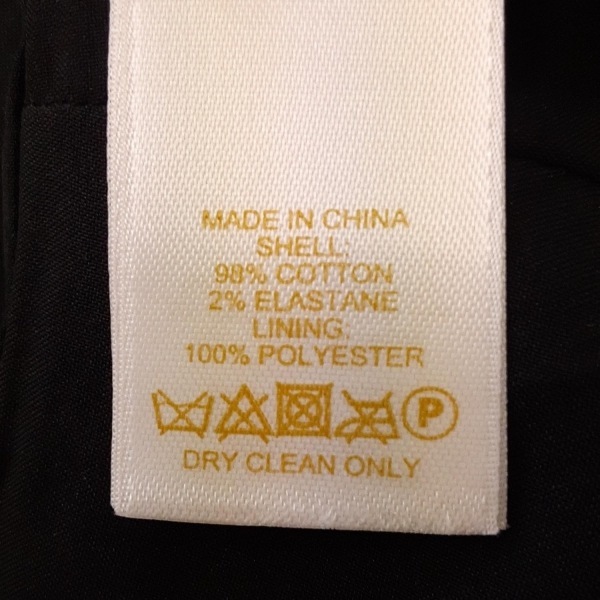 MADE IN CHINA
SHELL:
98% COTTON
2% ELASTANE
LINING:
100% POLYESTER
P
DRY CLEAN ONLY